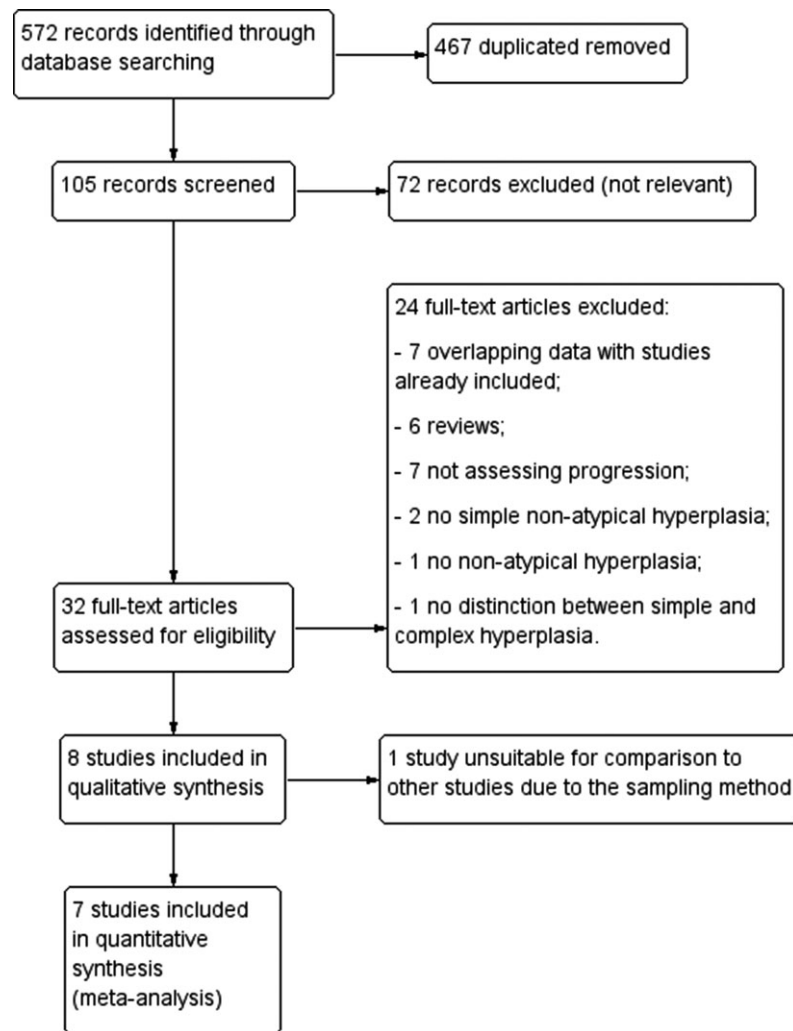 572 records identified through
database searching
467 duplicated removed
105 records screened
72 records excluded (not relevant)
24 full-text articles excluded:
- 7 overlapping data with studies
already included;
- 6 reviews;
- 7 not assessing progression;
- 2 no simple non-atypical hyperplasia;
- 1 no non-atypical hyperplasia;
- 1 no distinction between simple and
complex hyperplasia.
32 full-text articles
assessed for eligibility
8 studies included in
qualitative synthesis
1 study unsuitable for comparison to
other studies due to the sampling method
7 studies included
in quantitative
synthesis
(meta-analysis)